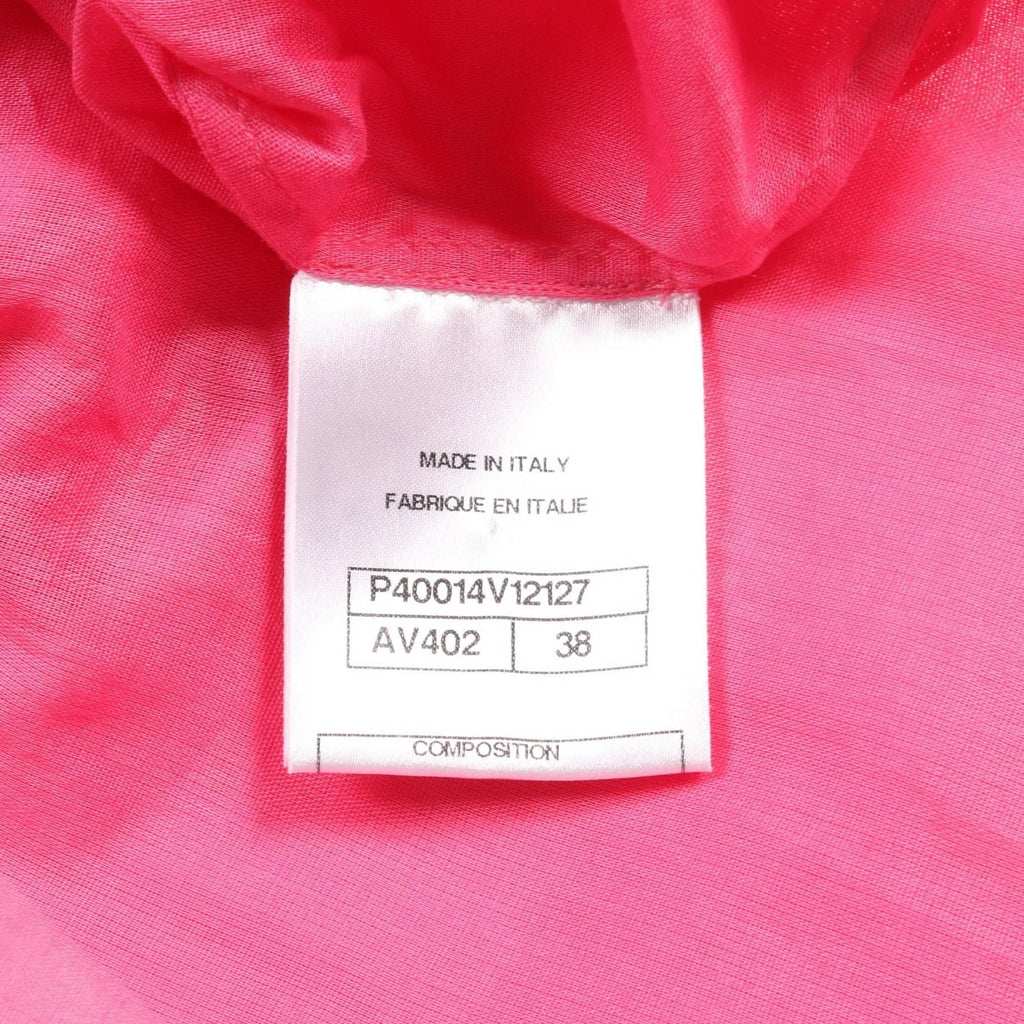 MADE IN ITALY
FABRIQUE EN ITALIE
P40014V12127
AV402 38
COMPOSITION